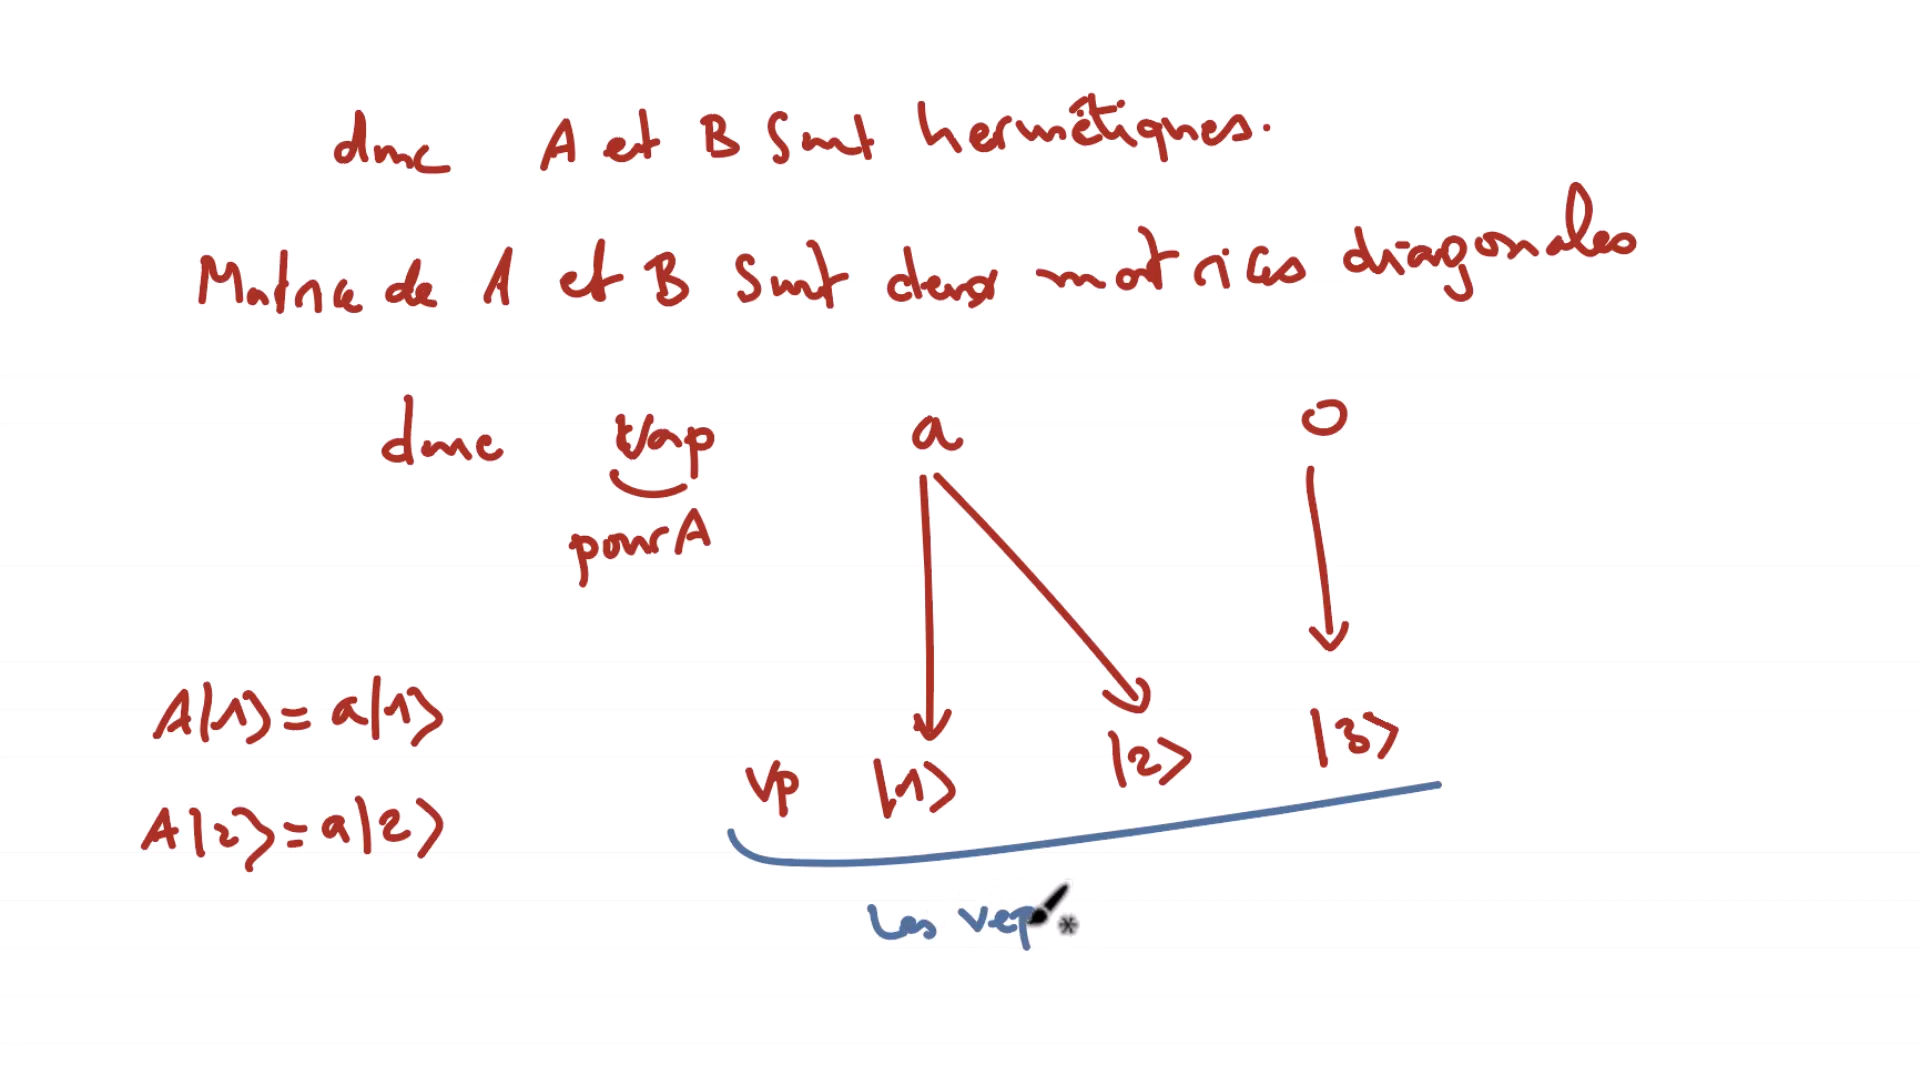 donc A et B sont hermétiques.
Matrice de A et B sont deux matrices diagonales
donc Vap a 0
pour A
A|1⟩ = a|1⟩
vp |1⟩ |2⟩ |3⟩
A|2⟩ = a|2⟩
Les vep